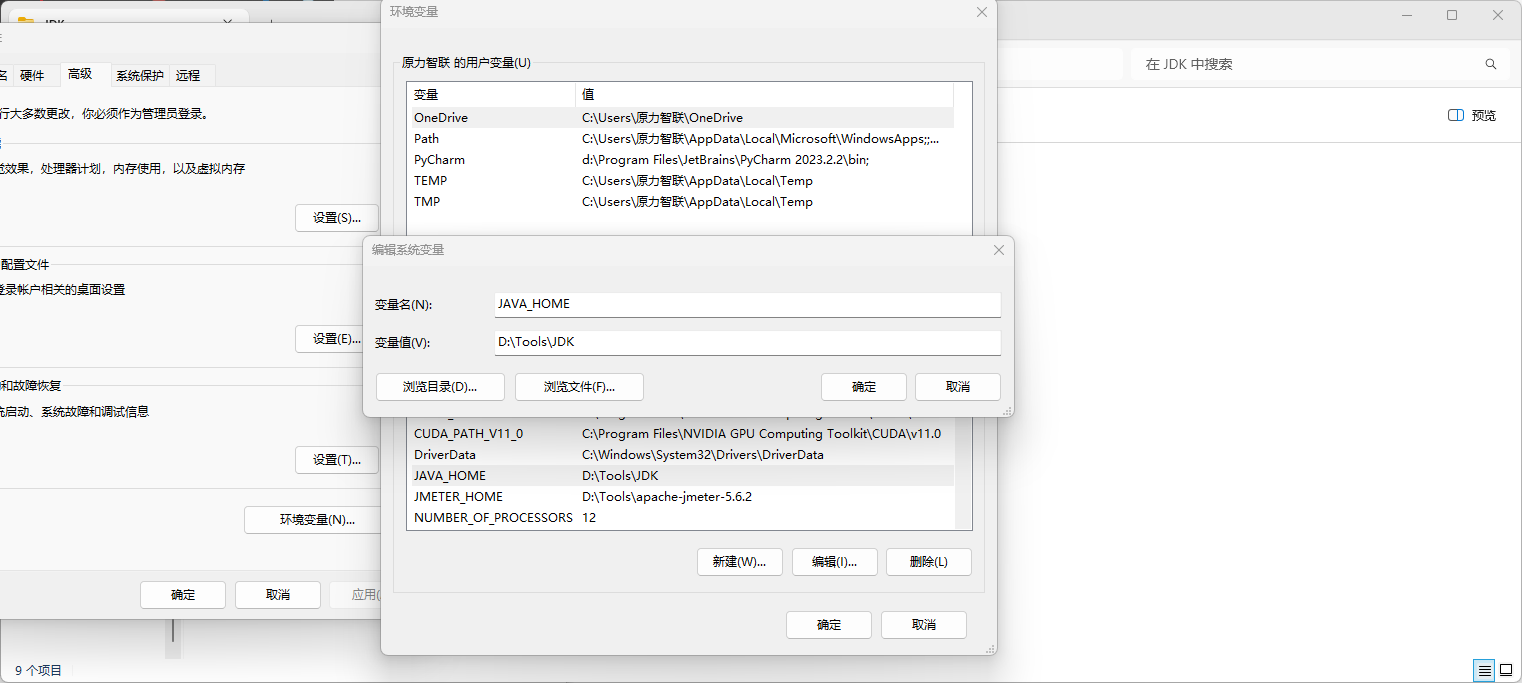 JDK
环境变量
名 硬件 高级 系统保护 远程
行大多数更改，你必须作为管理员登录。
觉效果，处理器计划，内存使用，以及虚拟内存
设置(S)...
配置文件
登录帐户相关的桌面设置
设置(E)...
和故障恢复
统启动、系统故障和调试信息
设置(T)...
环境变量(N)...
确定 取消 应用(
9 个项目
原力智联 的用户变量(U)
变量 值
OneDrive C:\Users\原力智联\OneDrive
Path C:\Users\原力智联\AppData\Local\Microsoft\WindowsApps;;...
PyCharm d:\Program Files\JetBrains\PyCharm 2023.2.2\bin;
TEMP C:\Users\原力智联\AppData\Local\Temp
TMP C:\Users\原力智联\AppData\Local\Temp
编辑系统变量
变量名(N): JAVA_HOME
变量值(V): D:\Tools\JDK
浏览目录(D)... 浏览文件(F)... 确定 取消
CUDA_PATH_V11_0 C:\Program Files\NVIDIA GPU Computing Toolkit\CUDA\v11.0
DriverData C:\Windows\System32\Drivers\DriverData
JAVA_HOME D:\Tools\JDK
JMETER_HOME D:\Tools\apache-jmeter-5.6.2
NUMBER_OF_PROCESSORS 12
新建(W)... 编辑(I)... 删除(L)
确定 取消
在 JDK 中搜索
预览